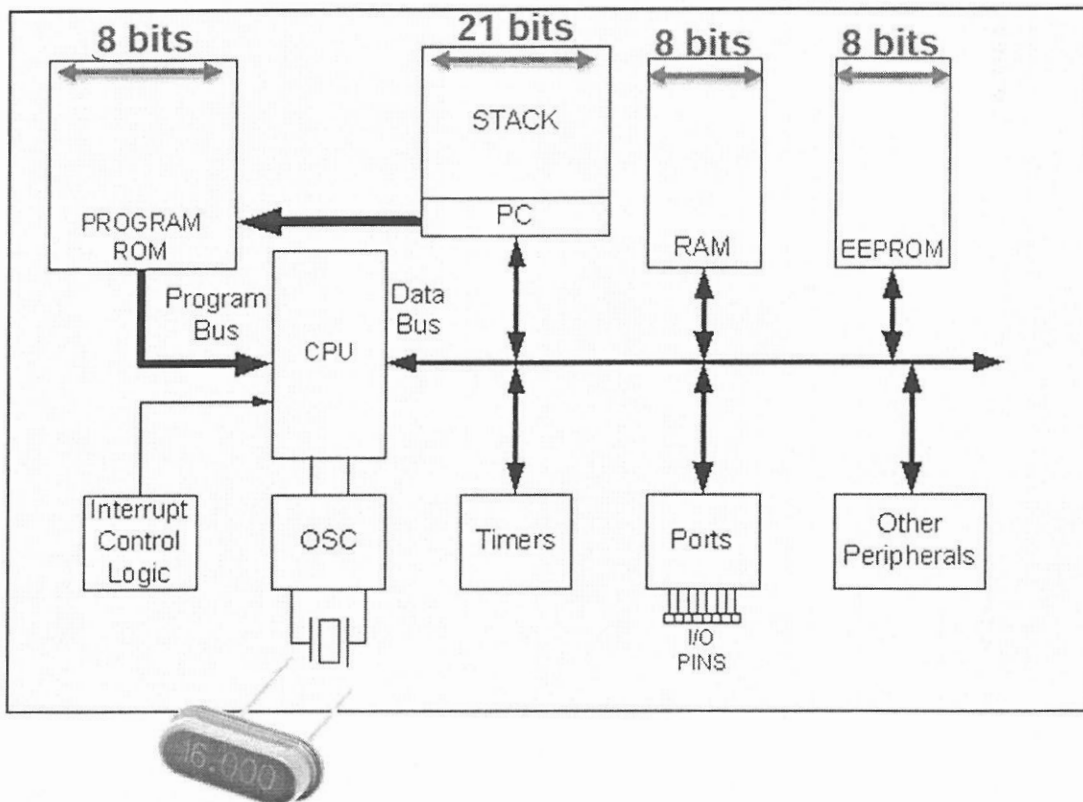 8 bits
21 bits
8 bits
8 bits
STACK
PC
PROGRAM
ROM
RAM
EEPROM
Program
Bus
Data
Bus
CPU
Interrupt
Control
Logic
OSC
Timers
Ports
Other
Peripherals
I/O
PINS
16.000